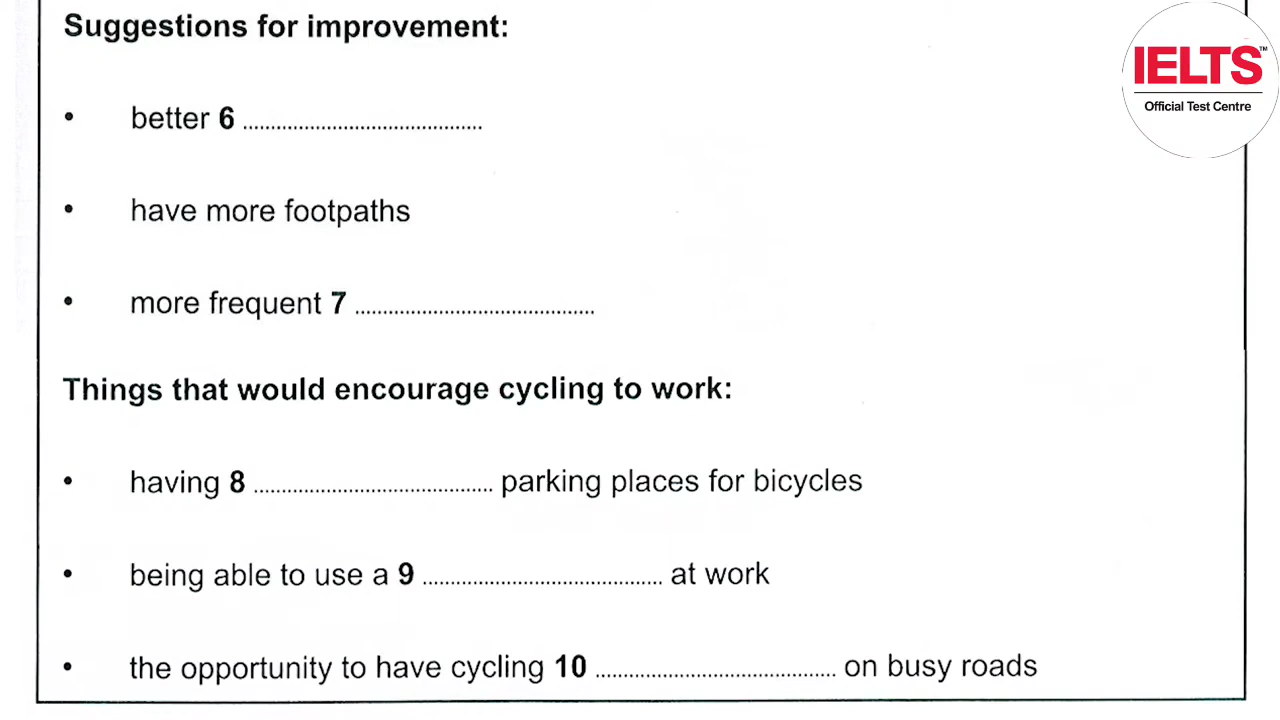 Suggestions for improvement:
IELTS™
Official Test Centre
• better 6 ..........................................
• have more footpaths
• more frequent 7 ..........................................
Things that would encourage cycling to work:
• having 8 .......................................... parking places for bicycles
• being able to use a 9 .......................................... at work
• the opportunity to have cycling 10 .......................................... on busy roads